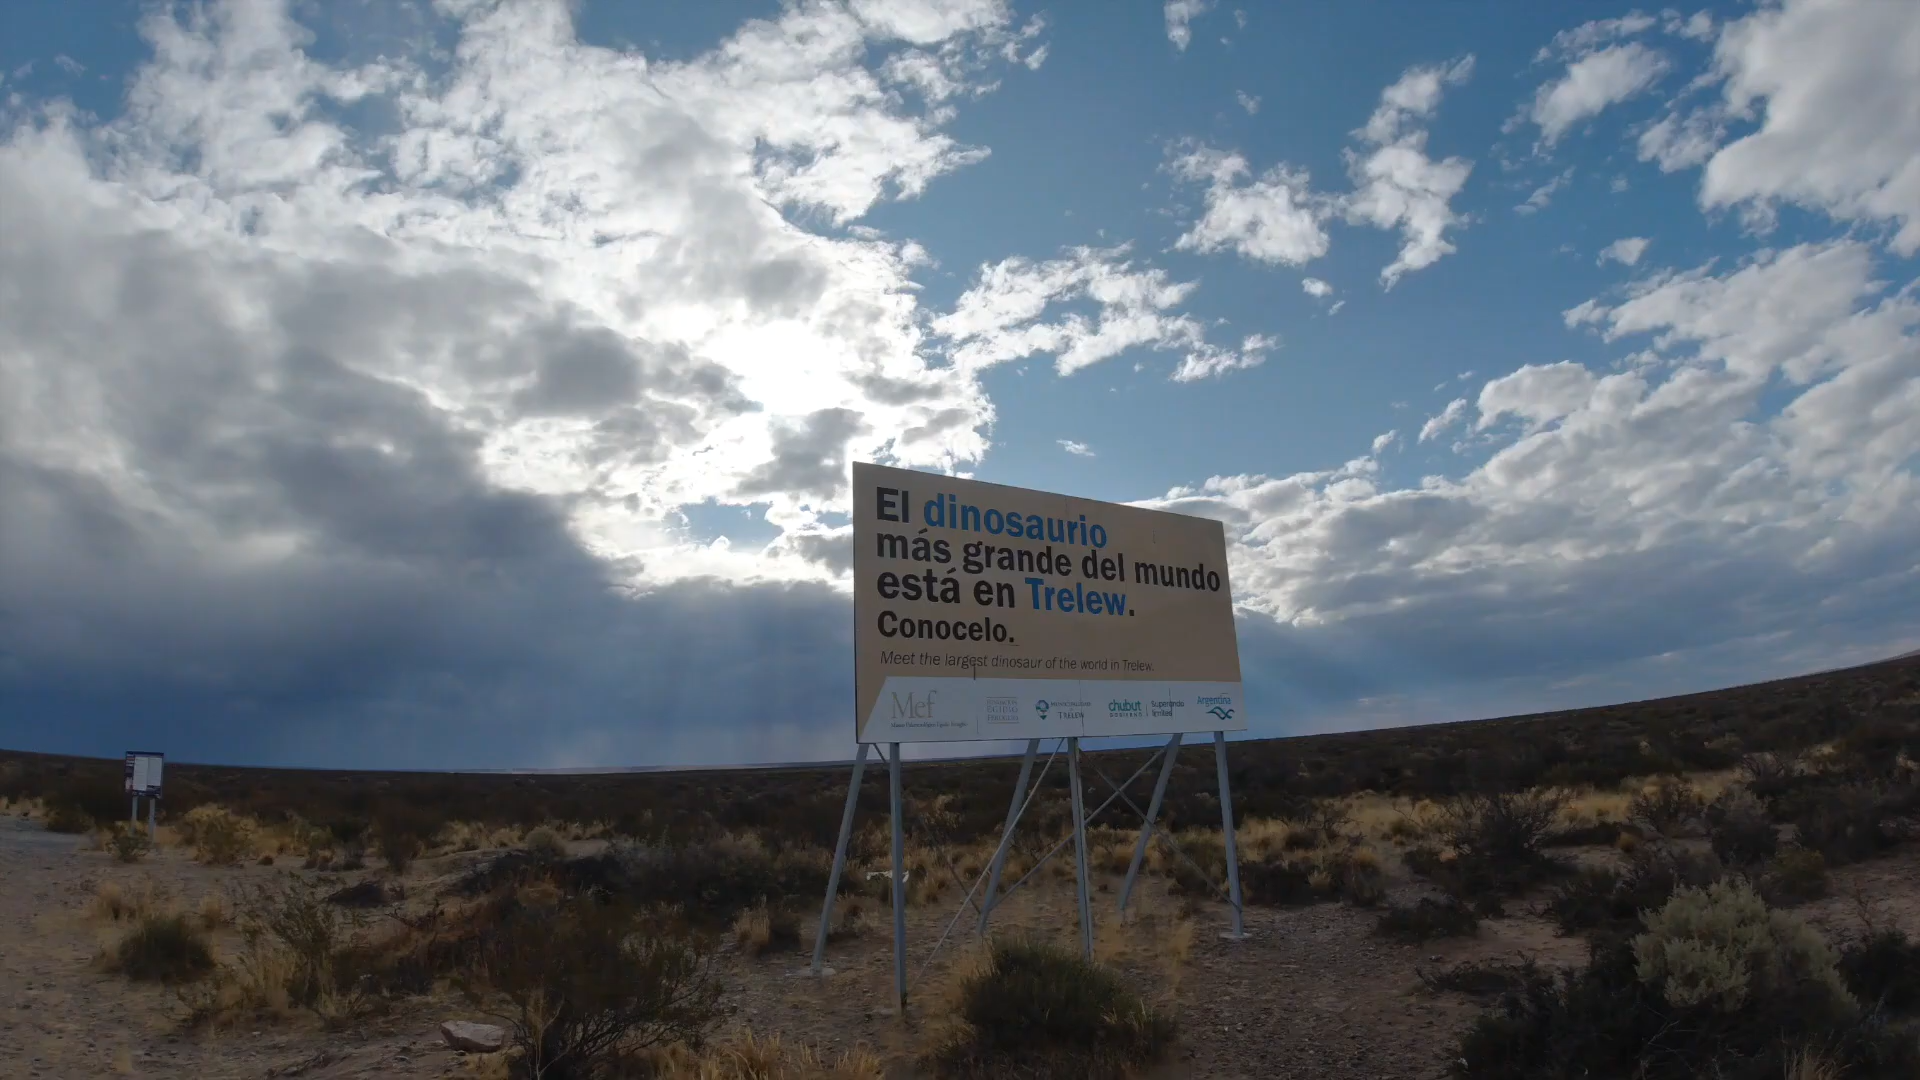 El dinosaurio
más grande del mundo
está en Trelew.
Conocelo.
Meet the largest dinosaur of the world in Trelew.
Mef
TRELEW
chubut
Argentina